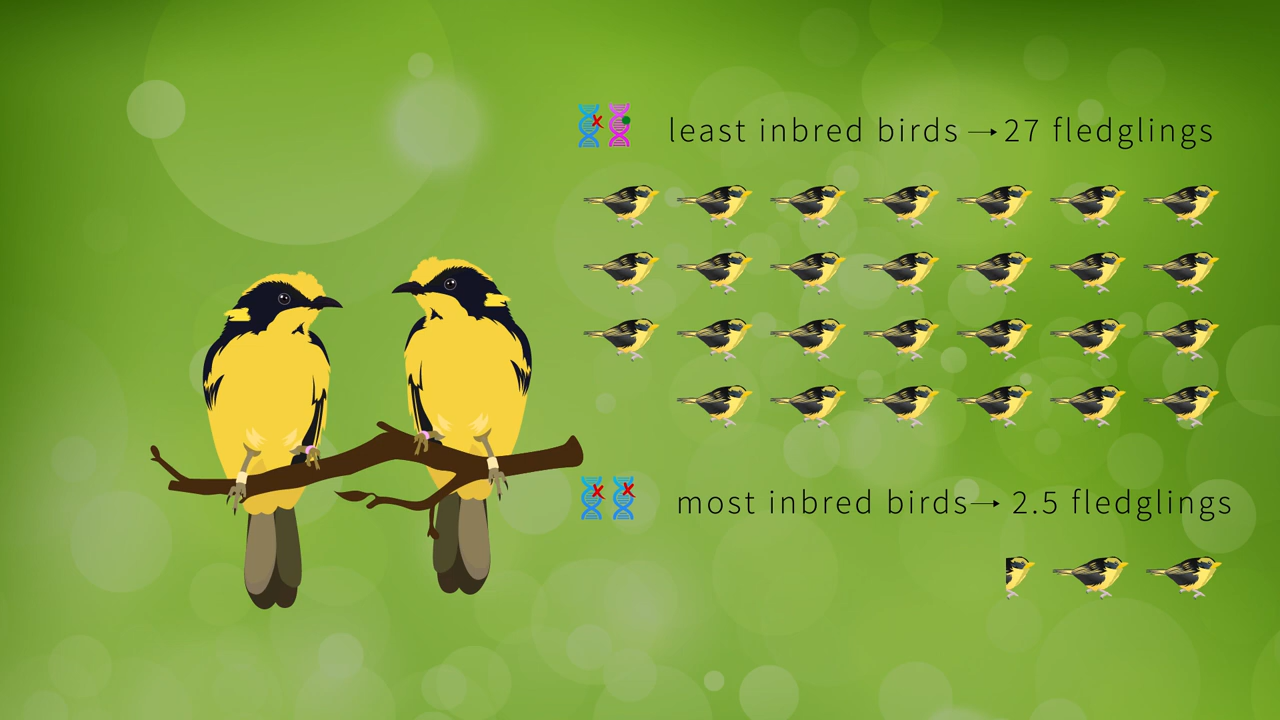 least inbred birds → 27 fledglings
most inbred birds→ 2.5 fledglings